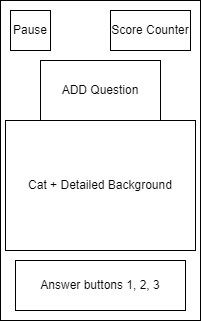 Pause
Score Counter
ADD Question
Cat + Detailed Background
Answer buttons 1, 2, 3